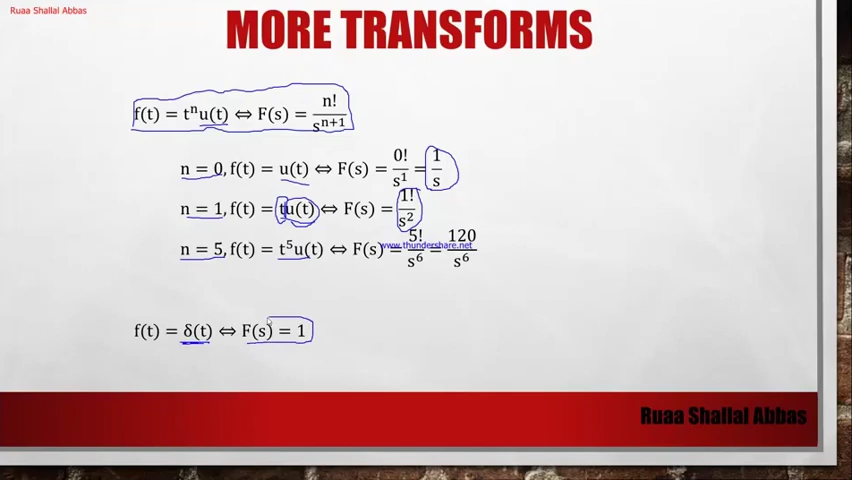 Ruaa Shallal Abbas
MORE TRANSFORMS
f(t) = tⁿu(t) ⇔ F(s) = n!/sⁿ⁺¹
n = 0, f(t) = u(t) ⇔ F(s) = 0!/s¹ = 1/s
n = 1, f(t) = tu(t) ⇔ F(s) = 1!/s²
n = 5, f(t) = t⁵u(t) ⇔ F(s) = 5!/s⁶ = 120/s⁶
www.thundershare.net
f(t) = δ(t) ⇔ F(s) = 1
Ruaa Shallal Abbas